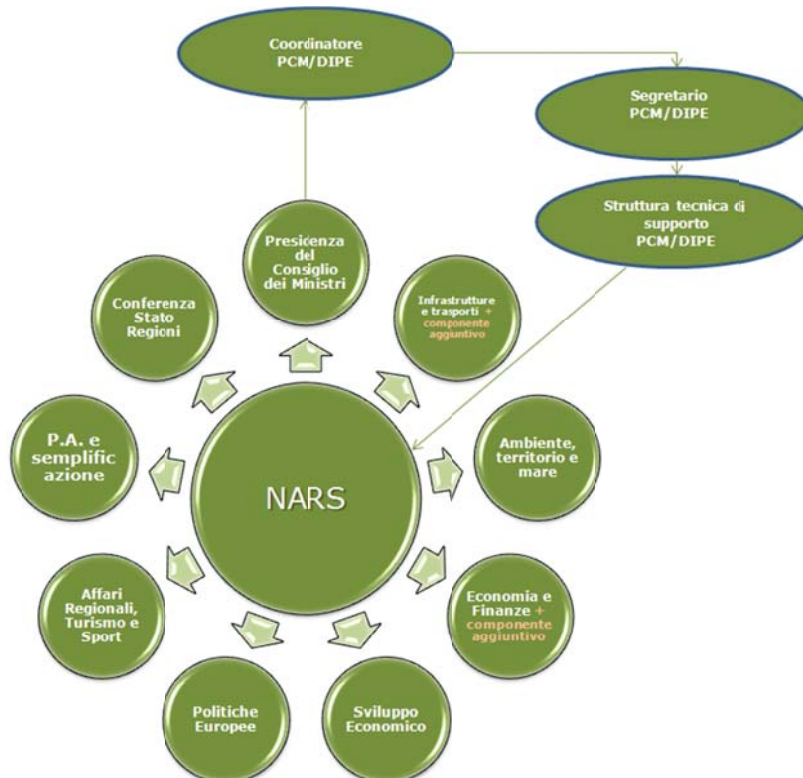 Coordinatore
PCM/DIPE
Segretario
PCM/DIPE
Struttura tecnica di
supporto
PCM/DIPE
Presidenza
del
Consiglio
dei Ministri
Conferenza
Stato
Regioni
Infrastrutture
e trasporti +
componente
aggiuntivo
P.A. e
semplific
azione
Ambiente,
territorio e
mare
NARS
Affari
Regionali,
Turismo e
Sport
Economia e
Finanze +
componente
aggiuntivo
Politiche
Europee
Sviluppo
Economico